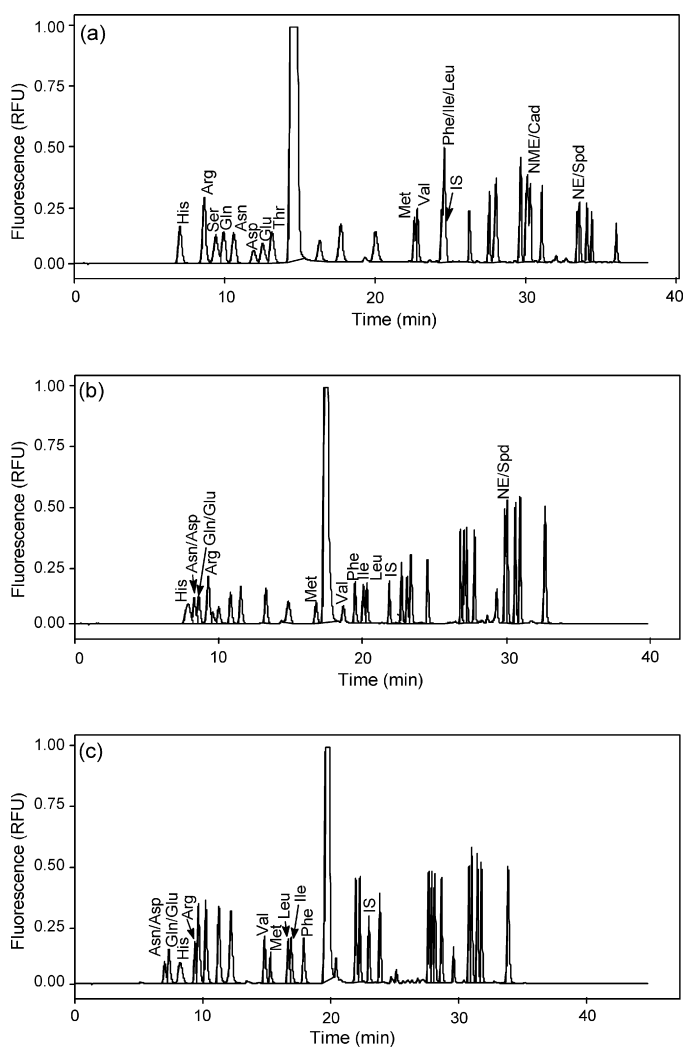 (a)
1.00
0.75
0.50
0.25
0.00
Fluorescence (RFU)
His
Arg
Ser
Gln
Asn
Asp
Glu
Thr
Met
Val
Phe/Ile/Leu
IS
NME/Cad
NE/Spd
0 10 20 30 40
Time (min)
(b)
1.00
0.75
0.50
0.25
0.00
Fluorescence (RFU)
His
Asn/Asp
Gln/Glu
Arg
Met
Val
Phe
Ile
Leu
IS
NE/Spd
0 10 20 30 40
Time (min)
(c)
1.00
0.75
0.50
0.25
0.00
Fluorescence (RFU)
Asn/Asp
Gln/Glu
His
Arg
Val
Met
Leu
Ile
Phe
IS
0 10 20 30 40
Time (min)